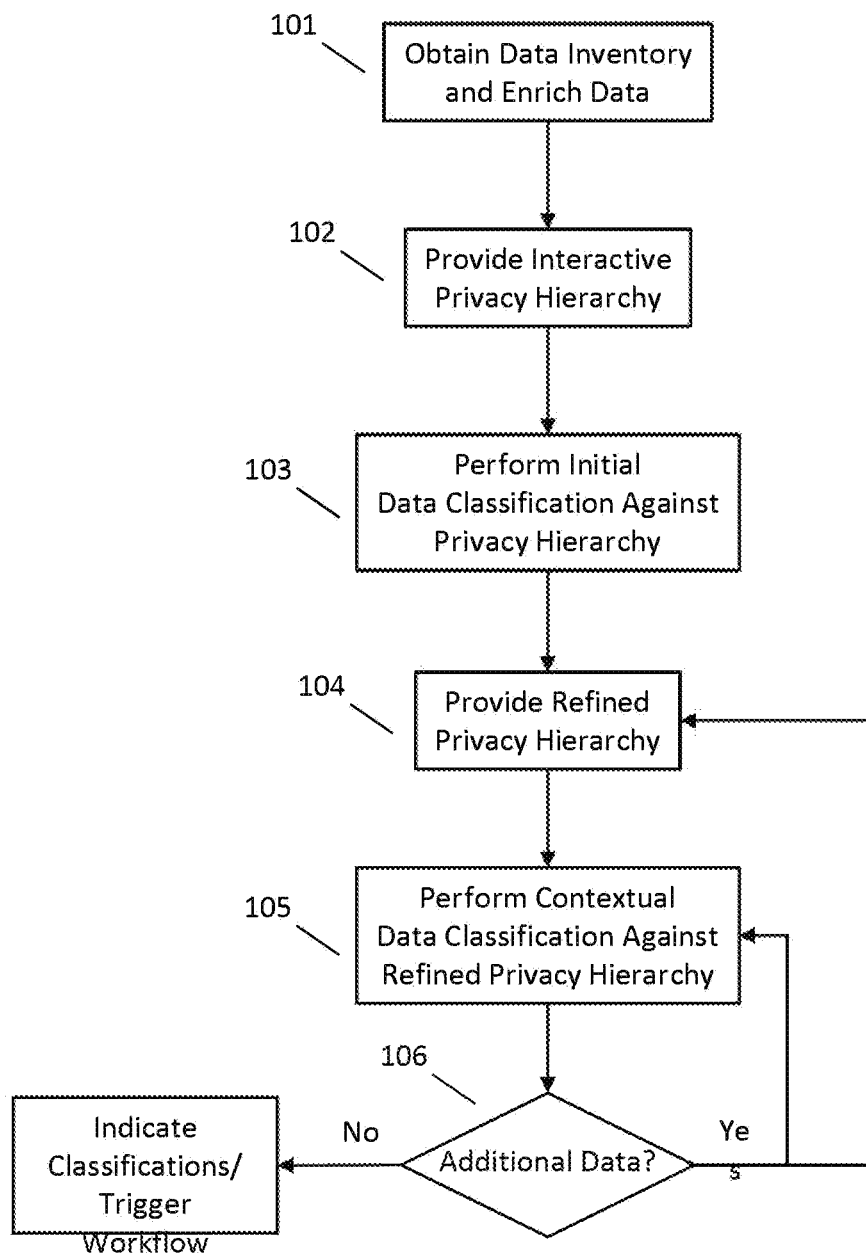 101
Obtain Data Inventory
and Enrich Data
102
Provide Interactive
Privacy Hierarchy
103
Perform Initial
Data Classification Against
Privacy Hierarchy
104
Provide Refined
Privacy Hierarchy
105
Perform Contextual
Data Classification Against
Refined Privacy Hierarchy
106
Additional Data?
No
Ye
s
Indicate
Classifications/
Trigger
Workflow